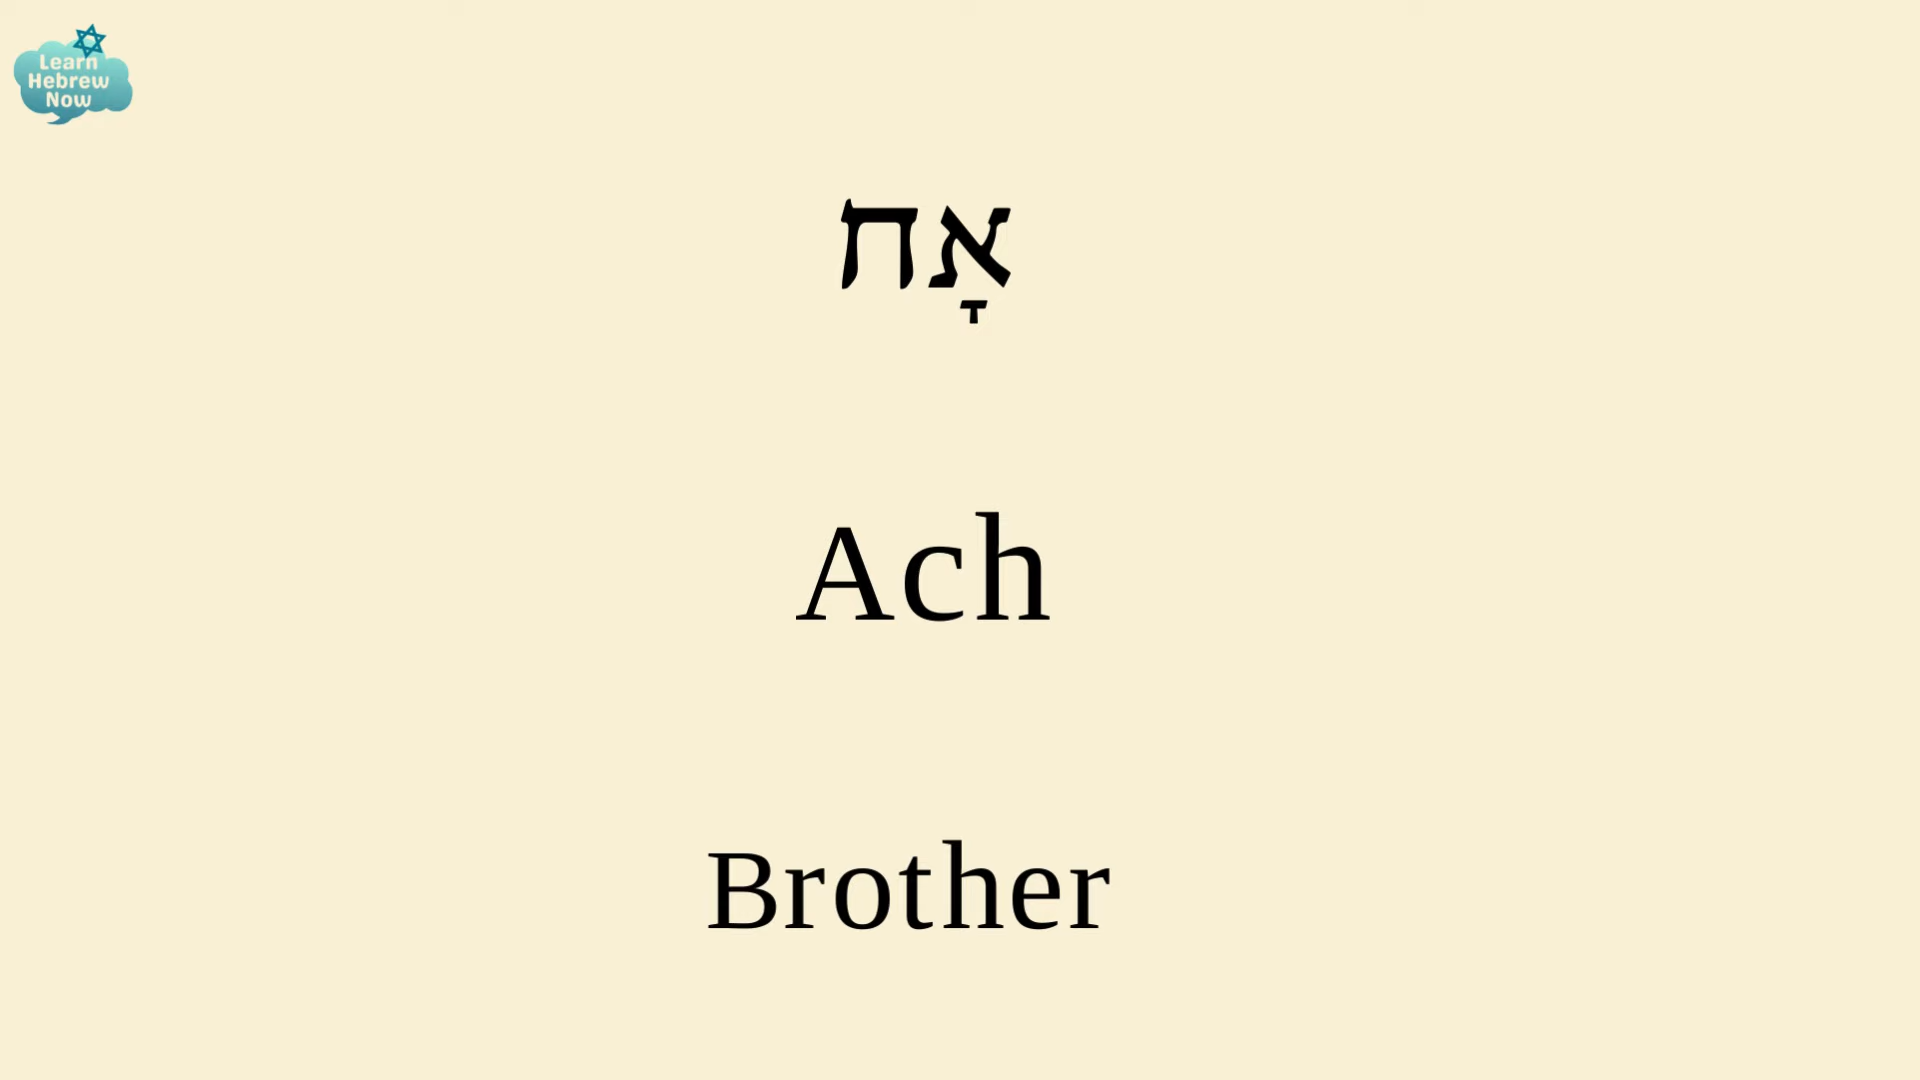 Learn
Hebrew
Now
אָח
Ach
Brother